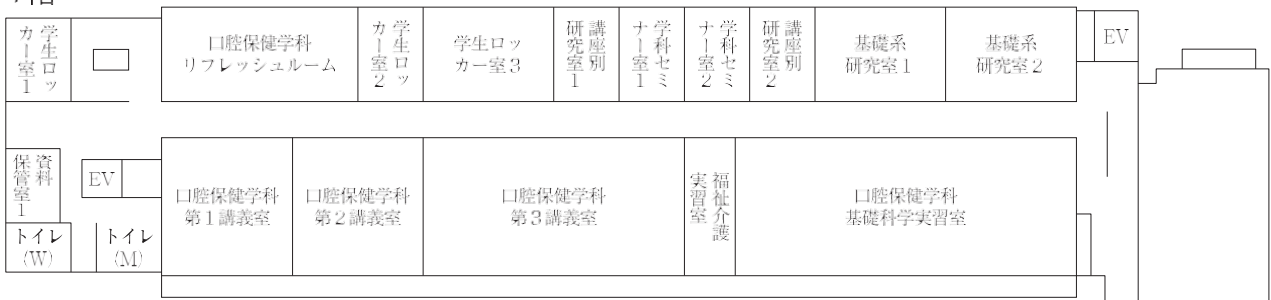 学生ロッ
カー室1
口腔保健学科
リフレッシュルーム
学生ロッ
カー室2
学生ロッ
カー室3
講座別
研究室1
学科セミ
ナー室1
学科セミ
ナー室2
講座別
研究室2
基礎系
研究室1
基礎系
研究室2
EV
資料
保管室1
EV
口腔保健学科
第1講義室
口腔保健学科
第2講義室
口腔保健学科
第3講義室
福祉介護
実習室
口腔保健学科
基礎科学実習室
トイレ
(W)
トイレ
(M)